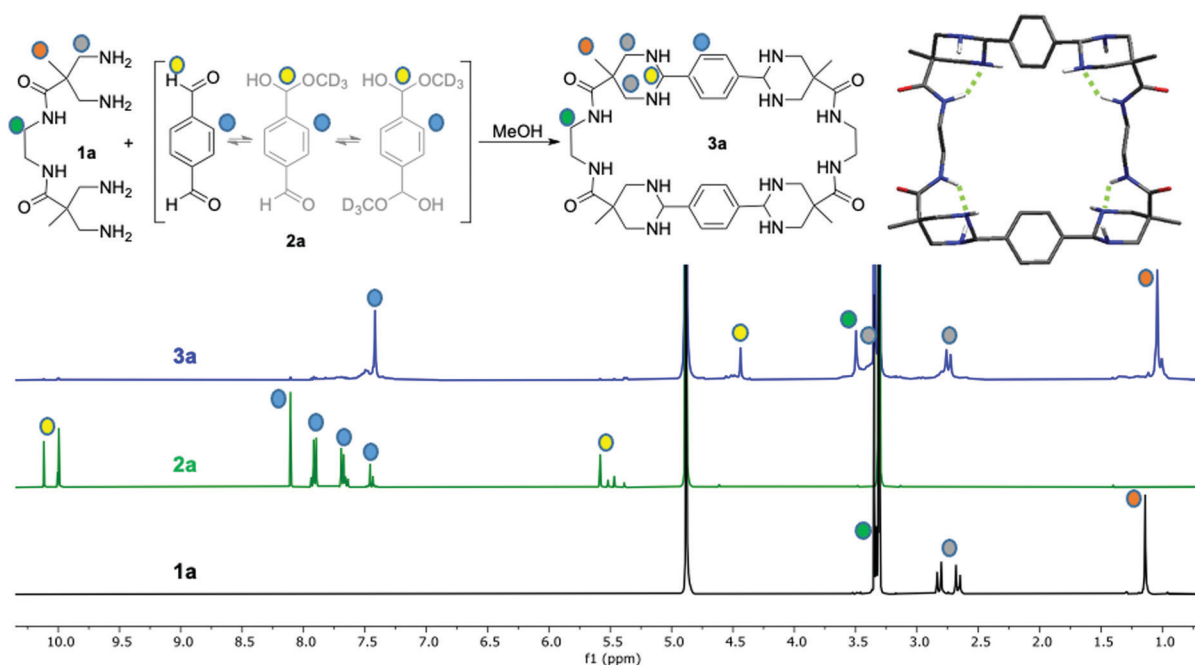 NH2
HO
OCD3
HO
OCD3
NH2
H
O
O
NH
MeOH
1a
+
NH
O
NH2
O
H
O
H
D3CO
OH
NH2
2a
NH
HN
O
NH
HN
O
NH
HN
3a
NH
HN
O
NH
HN
O
NH
HN
3a
2a
1a
10.0 9.5 9.0 8.5 8.0 7.5 7.0 6.5 6.0 5.5 5.0 4.5 4.0 3.5 3.0 2.5 2.0 1.5 1.0
f1 (ppm)